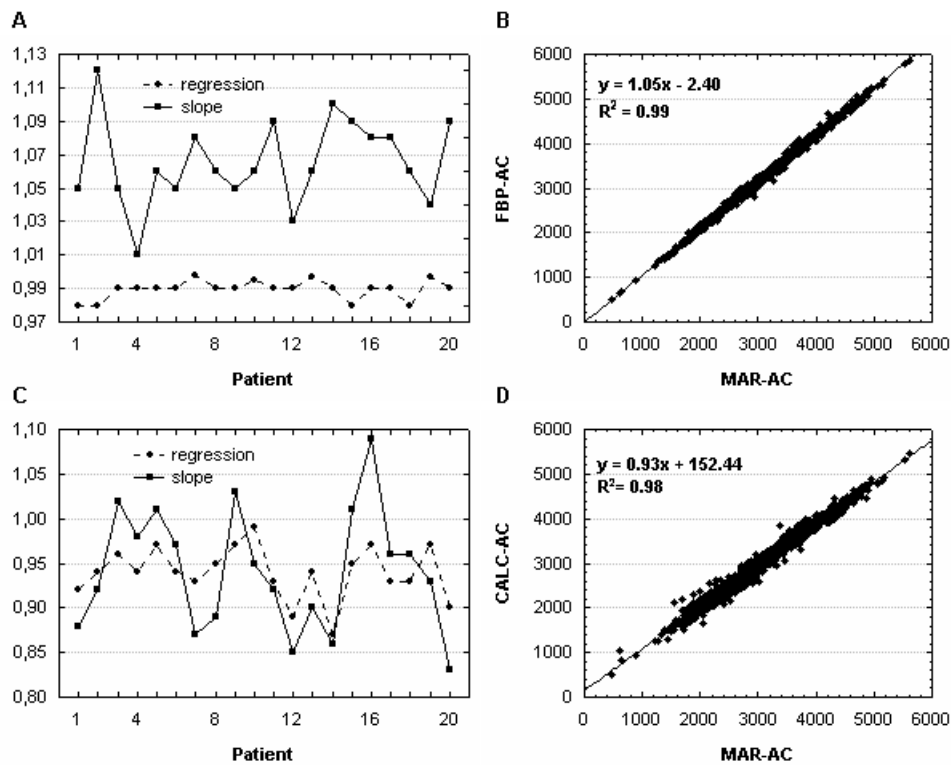 A
1,13
1,11
1,09
1,07
1,05
1,03
1,01
0,99
0,97
regression
slope
1 4 8 12 16 20
Patient
B
6000
5000
4000
3000
2000
1000
0
FBP-AC
y = 1.05x - 2.40
R² = 0.99
0 1000 2000 3000 4000 5000 6000
MAR-AC
C
1,10
1,05
1,00
0,95
0,90
0,85
0,80
regression
slope
1 4 8 12 16 20
Patient
D
6000
5000
4000
3000
2000
1000
0
CALC-AC
y = 0.93x + 152.44
R²= 0.98
0 1000 2000 3000 4000 5000 6000
MAR-AC